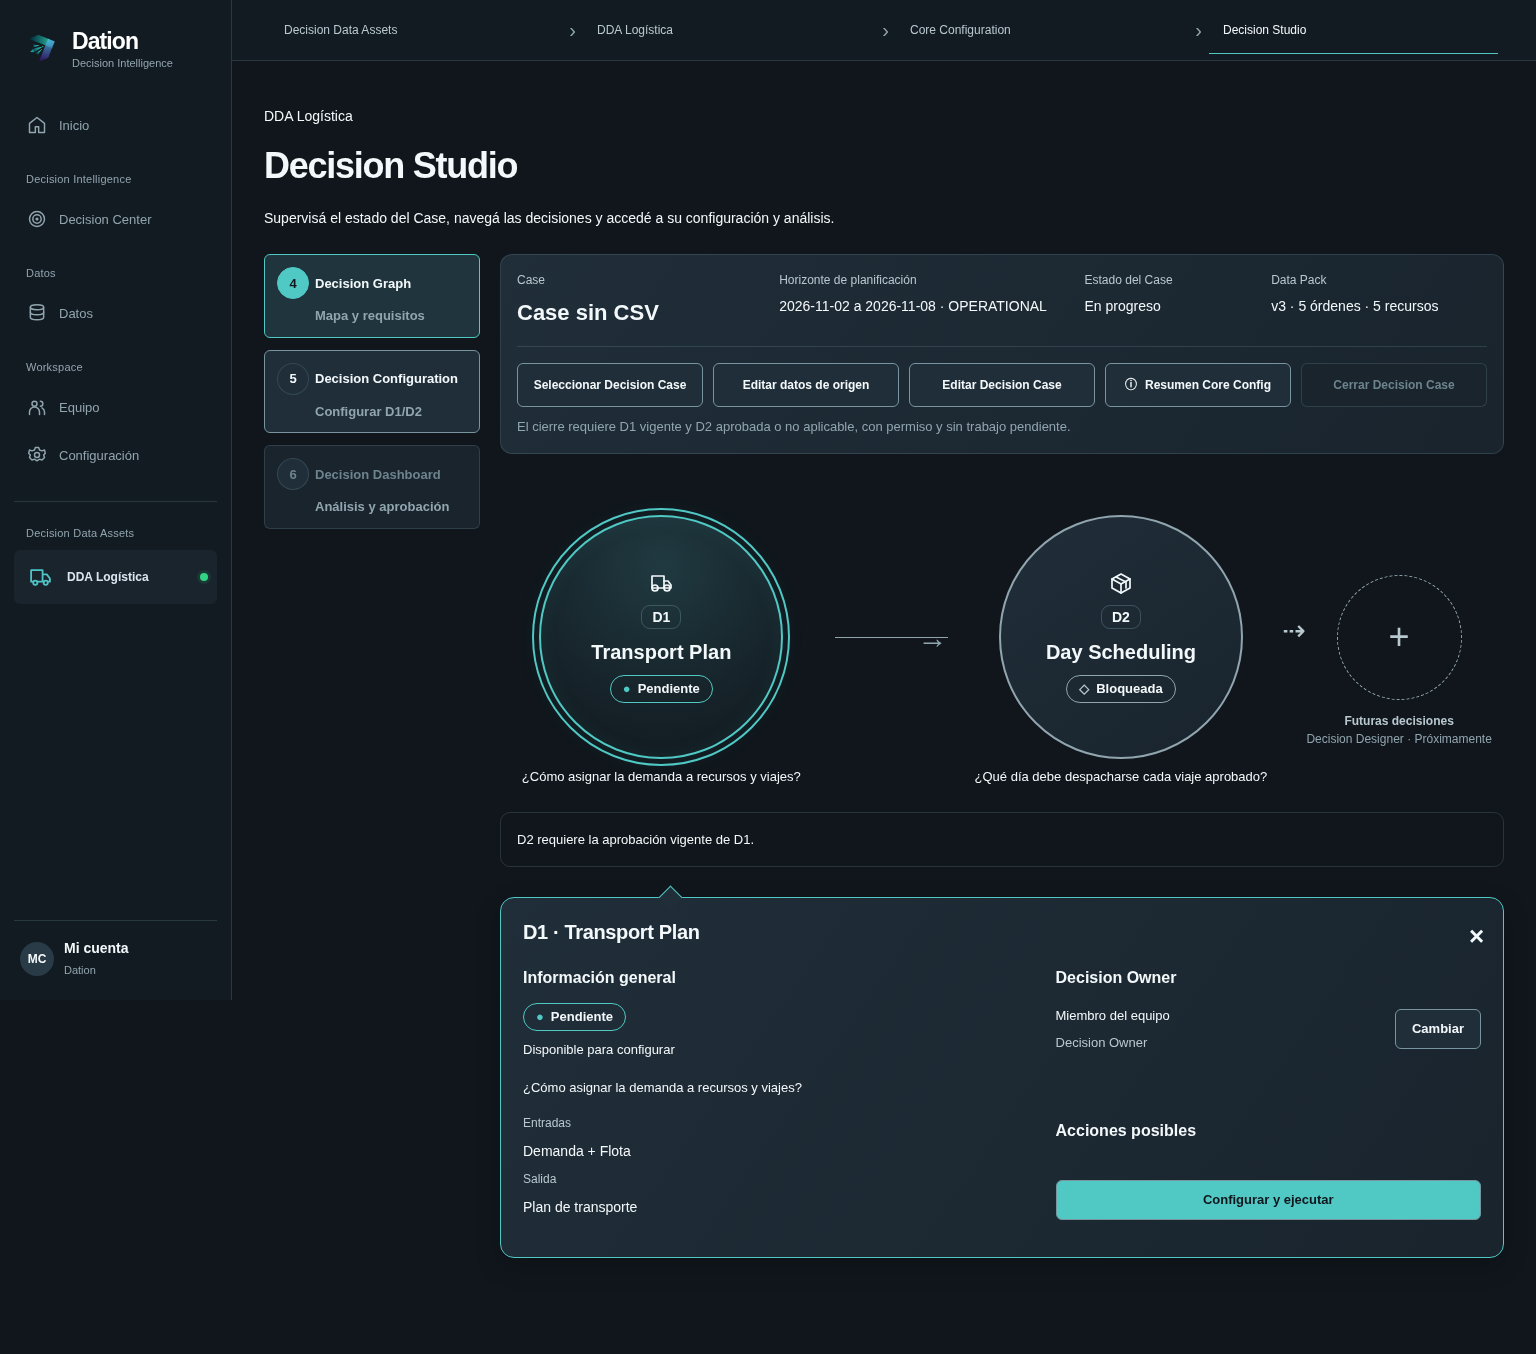 Dation
Decision Intelligence
Inicio
Decision Intelligence
Decision Center
Datos
Datos
Workspace
Equipo
Configuración
Decision Data Assets
DDA Logística
MC
Mi cuenta
Dation
Decision Data Assets
DDA Logística
Core Configuration
Decision Studio
DDA Logística
Decision Studio
Supervisá el estado del Case, navegá las decisiones y accedé a su configuración y análisis.
4 Decision Graph
Mapa y requisitos
5 Decision Configuration
Configurar D1/D2
6 Decision Dashboard
Análisis y aprobación
Case
Case sin CSV
Horizonte de planificación
2026-11-02 a 2026-11-08 · OPERATIONAL
Estado del Case
En progreso
Data Pack
v3 · 5 órdenes · 5 recursos
Seleccionar Decision Case
Editar datos de origen
Editar Decision Case
Resumen Core Config
Cerrar Decision Case
El cierre requiere D1 vigente y D2 aprobada o no aplicable, con permiso y sin trabajo pendiente.
D1
Transport Plan
Pendiente
¿Cómo asignar la demanda a recursos y viajes?
D2
Day Scheduling
Bloqueada
¿Qué día debe despacharse cada viaje aprobado?
+
Futuras decisiones
Decision Designer · Próximamente
D2 requiere la aprobación vigente de D1.
D1 · Transport Plan
Información general
Pendiente
Disponible para configurar
¿Cómo asignar la demanda a recursos y viajes?
Entradas
Demanda + Flota
Salida
Plan de transporte
Decision Owner
Miembro del equipo
Decision Owner
Cambiar
Acciones posibles
Configurar y ejecutar